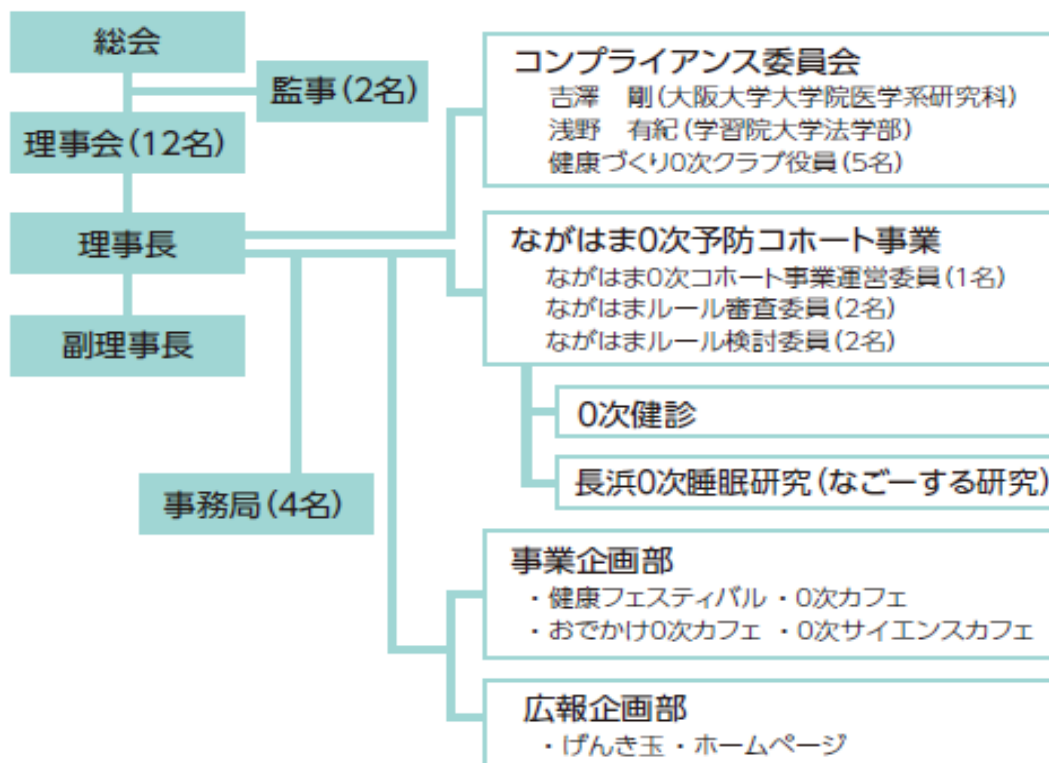 総会
監事(2名)
理事会(12名)
理事長
副理事長
事務局(4名)
コンプライアンス委員会
吉澤　剛(大阪大学大学院医学系研究科)
浅野　有紀(学習院大学法学部)
健康づくり0次クラブ役員(5名)
ながはま0次予防コホート事業
ながはま0次コホート事業運営委員(1名)
ながはまルール審査委員(2名)
ながはまルール検討委員(2名)
0次健診
長浜0次睡眠研究(なごーする研究)
事業企画部
・健康フェスティバル ・0次カフェ
・おでかけ0次カフェ ・0次サイエンスカフェ
広報企画部
・げんき玉 ・ホームページ